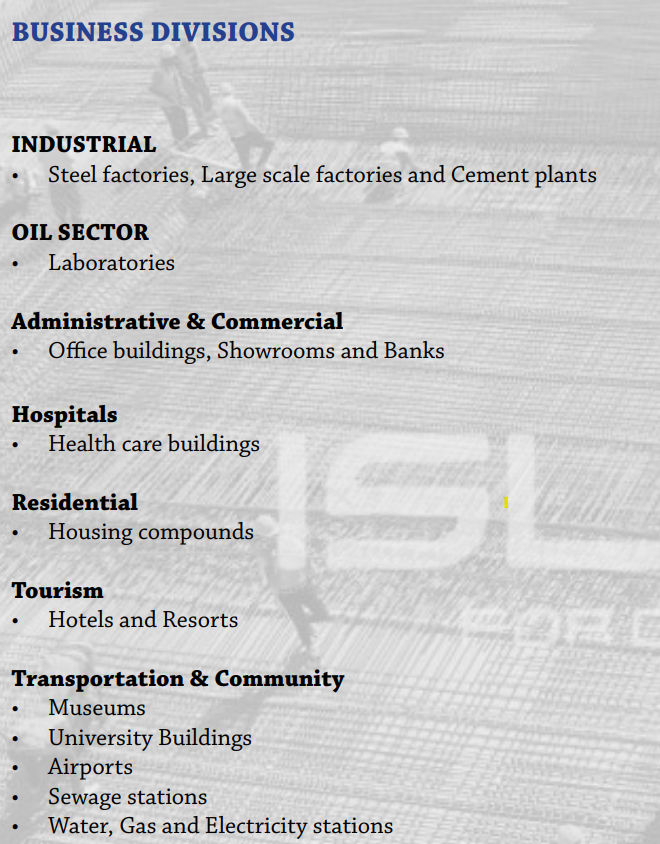 BUSINESS DIVISIONS
INDUSTRIAL
• Steel factories, Large scale factories and Cement plants
OIL SECTOR
• Laboratories
Administrative & Commercial
• Office buildings, Showrooms and Banks
Hospitals
• Health care buildings
Residential
• Housing compounds
ISL
Tourism
• Hotels and Resorts
FOR C
Transportation & Community
• Museums
• University Buildings
• Airports
• Sewage stations
• Water, Gas and Electricity stations